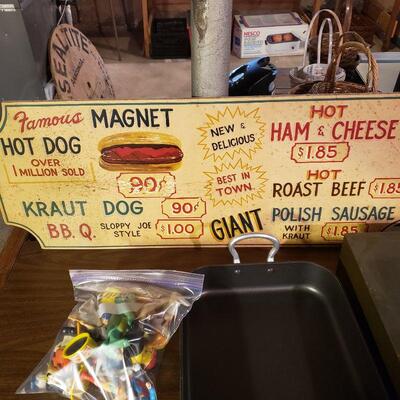 SEALTITE
NESCO
Famous MAGNET
HOT DOG
OVER
1 MILLION SOLD
90¢
KRAUT DOG 90¢
BB.Q. SLOPPY JOE
STYLE $1.00
NEW &
DELICIOUS
BEST IN
TOWN.
GIANT
HOT
HAM & CHEESE
$1.85
HOT
ROAST BEEF $1.85
POLISH SAUSAGE
WITH
KRAUT $1.85